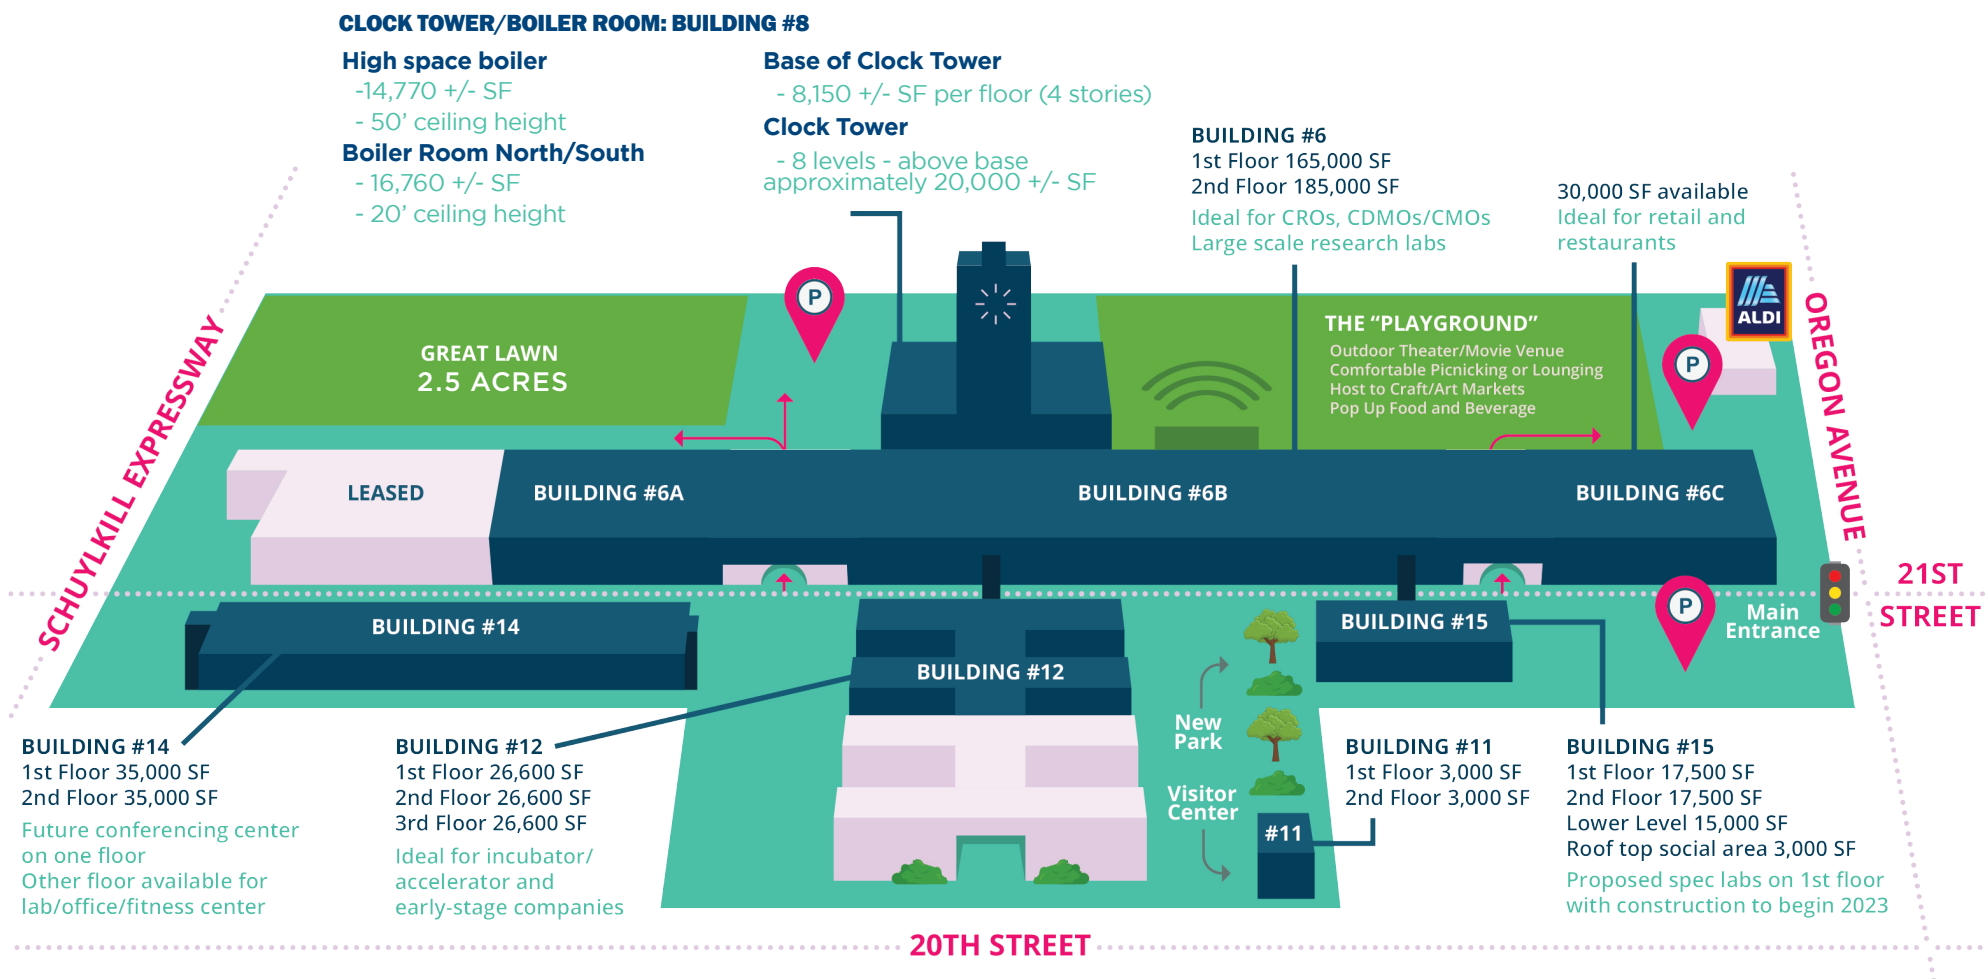 CLOCK TOWER/BOILER ROOM: BUILDING #8
High space boiler
-14,770 +/- SF
- 50’ ceiling height
Boiler Room North/South
- 16,760 +/- SF
- 20’ ceiling height
Base of Clock Tower
- 8,150 +/- SF per floor (4 stories)
Clock Tower
- 8 levels - above base
approximately 20,000 +/- SF
BUILDING #6
1st Floor 165,000 SF
2nd Floor 185,000 SF
Ideal for CROs, CDMOs/CMOs
Large scale research labs
30,000 SF available
Ideal for retail and
restaurants
P
ALDI
P
GREAT LAWN
2.5 ACRES
THE “PLAYGROUND”
Outdoor Theater/Movie Venue
Comfortable Picnicking or Lounging
Host to Craft/Art Markets
Pop Up Food and Beverage
SCHUYLKILL EXPRESSWAY
OREGON AVENUE
LEASED
BUILDING #6A
BUILDING #6B
BUILDING #6C
21ST
STREET
P
Main
Entrance
BUILDING #14
BUILDING #12
BUILDING #15
New
Park
Visitor
Center
#11
BUILDING #14
1st Floor 35,000 SF
2nd Floor 35,000 SF
Future conferencing center
on one floor
Other floor available for
lab/office/fitness center
BUILDING #12
1st Floor 26,600 SF
2nd Floor 26,600 SF
3rd Floor 26,600 SF
Ideal for incubator/
accelerator and
early-stage companies
BUILDING #11
1st Floor 3,000 SF
2nd Floor 3,000 SF
BUILDING #15
1st Floor 17,500 SF
2nd Floor 17,500 SF
Lower Level 15,000 SF
Roof top social area 3,000 SF
Proposed spec labs on 1st floor
with construction to begin 2023
20TH STREET